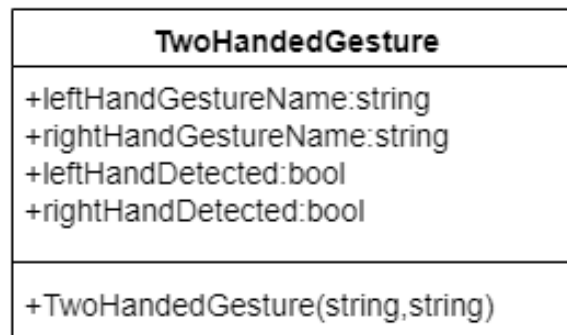 TwoHandedGesture
+leftHandGestureName:string
+rightHandGestureName:string
+leftHandDetected:bool
+rightHandDetected:bool
+TwoHandedGesture(string,string)